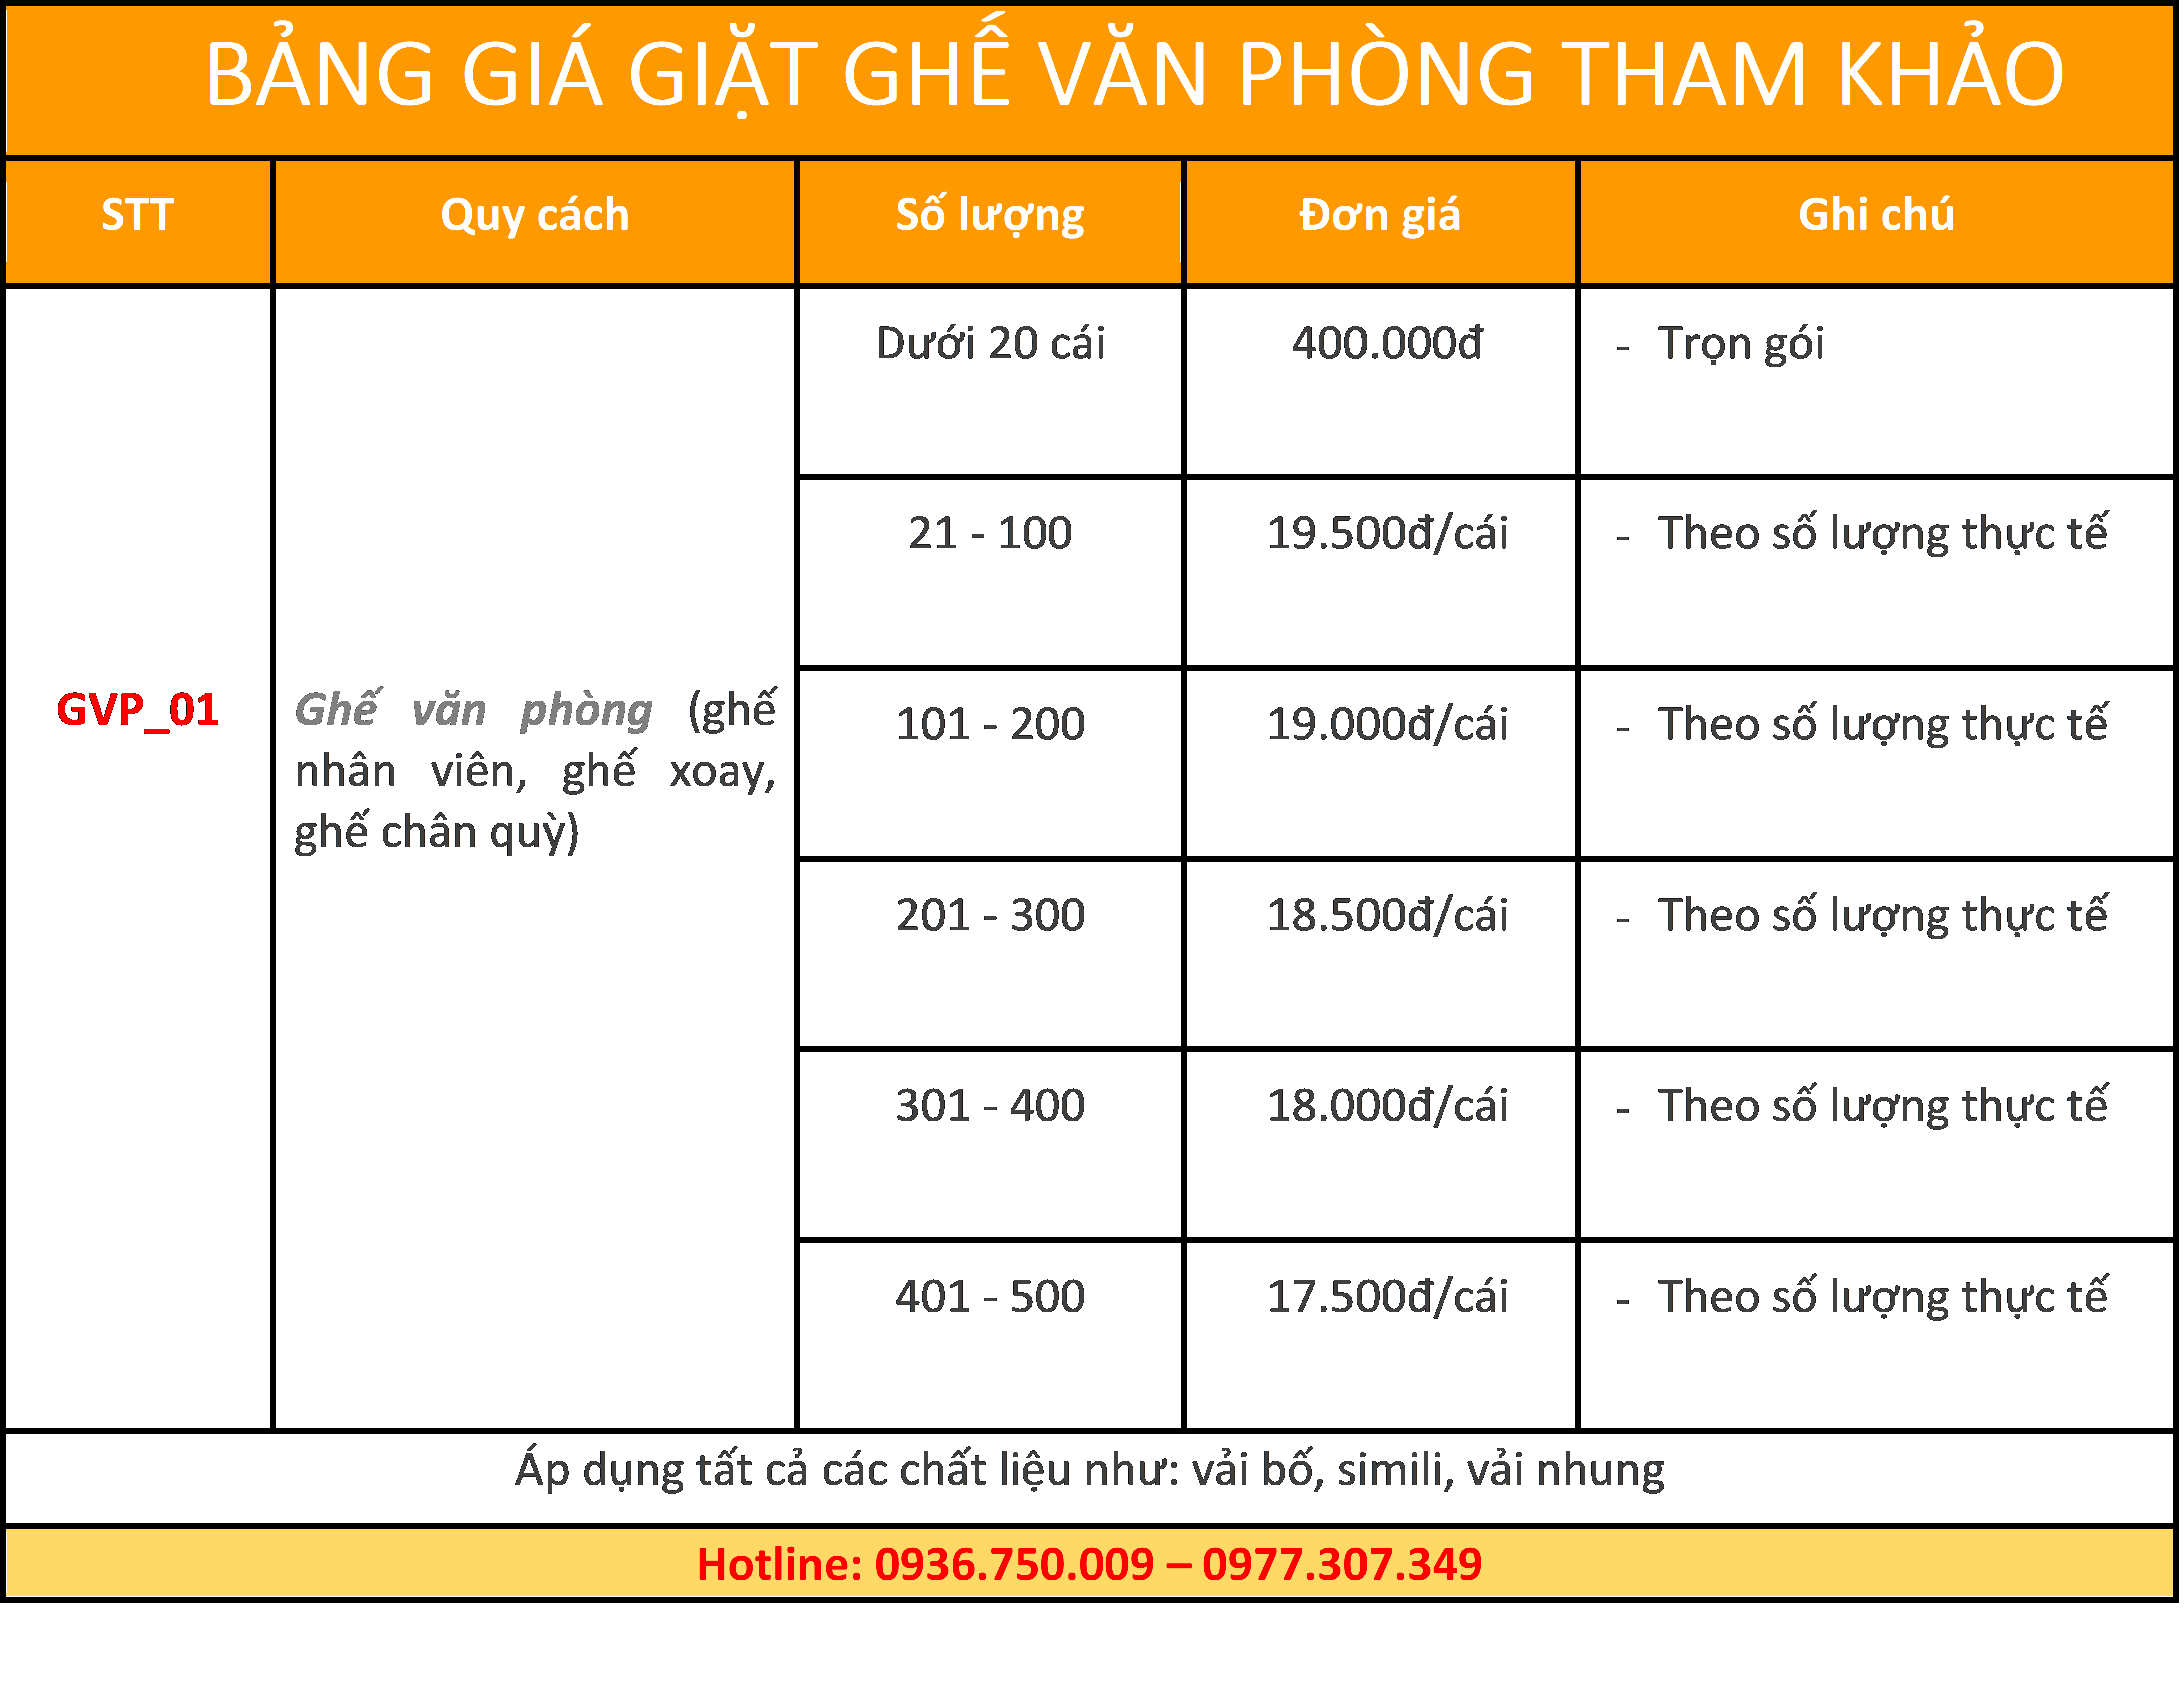 BẢNG GIÁ GIẶT GHẾ VĂN PHÒNG THAM KHẢO
STT Quy cách Số lượng Đơn giá Ghi chú
Dưới 20 cái 400.000đ - Trọn gói
21 - 100 19.500đ/cái - Theo số lượng thực tế
GVP_01 Ghế văn phòng (ghế
nhân viên, ghế xoay,
ghế chân quỳ)
101 - 200 19.000đ/cái - Theo số lượng thực tế
201 - 300 18.500đ/cái - Theo số lượng thực tế
301 - 400 18.000đ/cái - Theo số lượng thực tế
401 - 500 17.500đ/cái - Theo số lượng thực tế
Áp dụng tất cả các chất liệu như: vải bố, simili, vải nhung
Hotline: 0936.750.009 – 0977.307.349